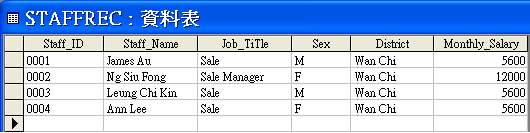 STAFFREC : 資料表
Staff_ID Staff_Name Job_TiTle Sex District Monthly_Salary
0001 James Au Sale M Wan Chi 5600
0002 Ng Siu Fong Sale Manager F Wan Chi 12000
0003 Leung Chi Kin Sale M Wan Chi 5600
0004 Ann Lee Sale F Wan Chi 5600